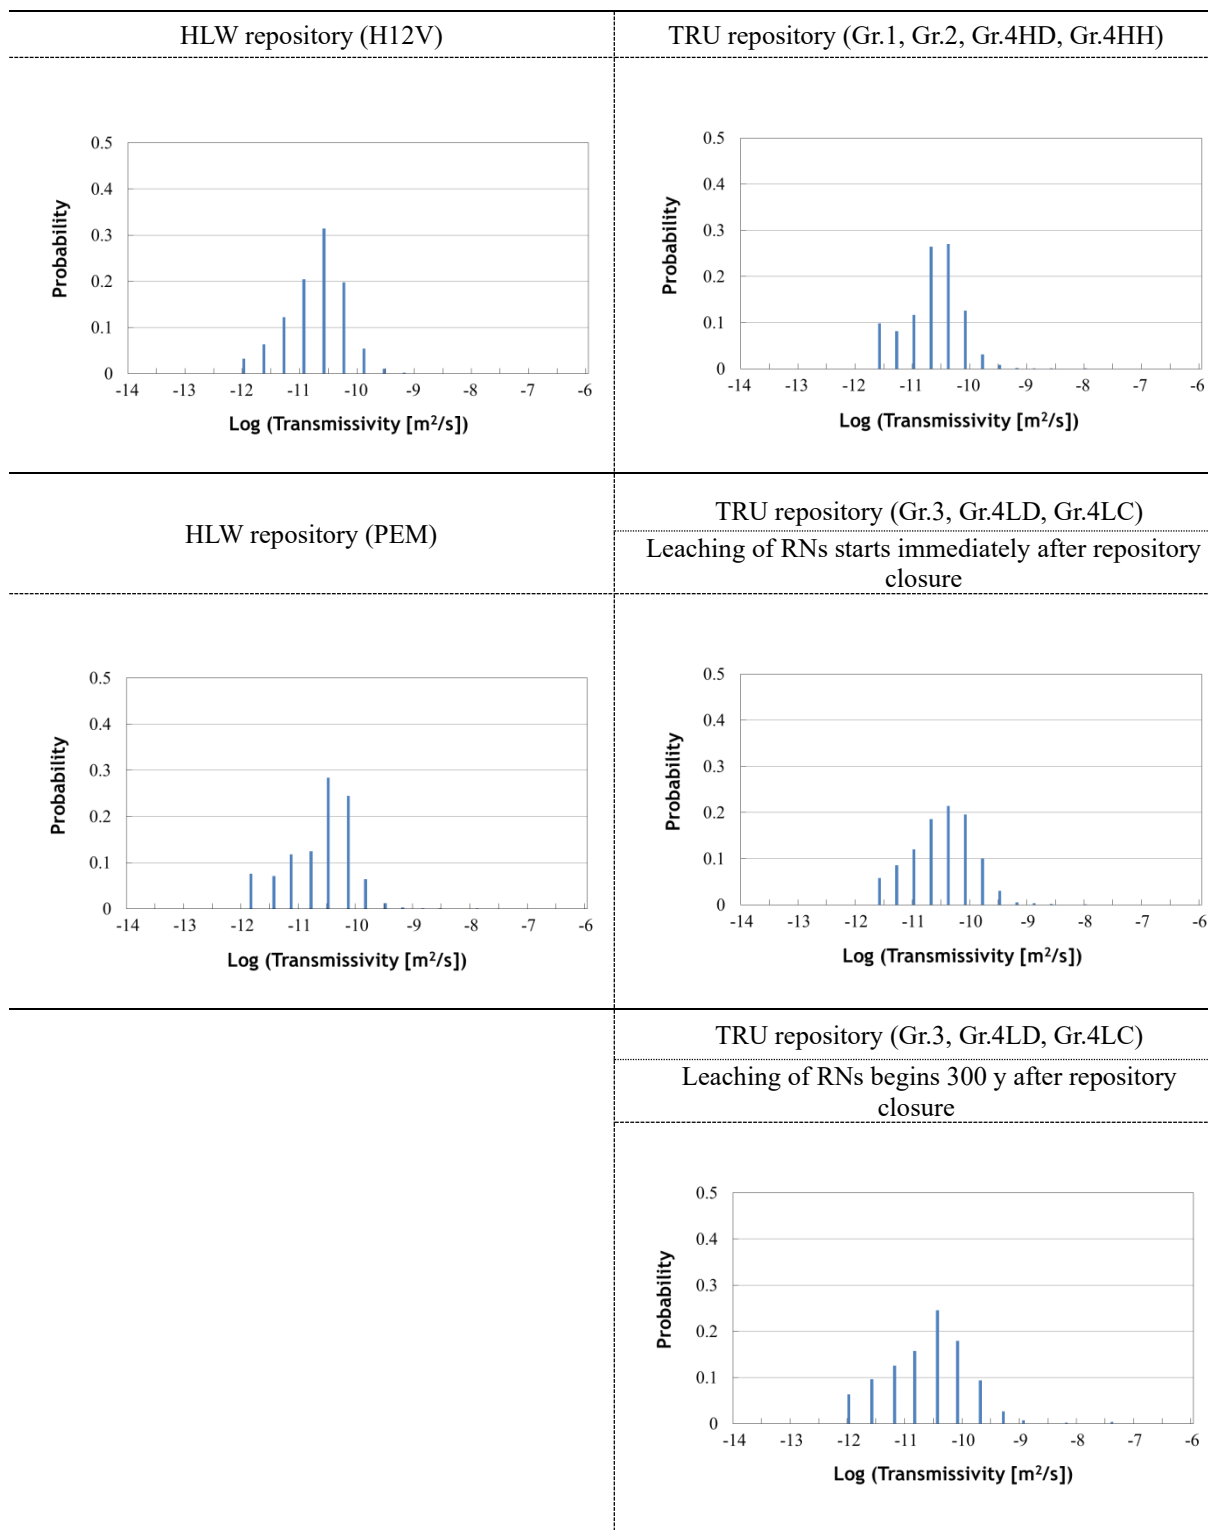 HLW repository (H12V)
TRU repository (Gr.1, Gr.2, Gr.4HD, Gr.4HH)
0.5
0.4
0.3
0.2
0.1
0
Probability
-14 -13 -12 -11 -10 -9 -8 -7 -6
Log (Transmissivity [m²/s])
0.5
0.4
0.3
0.2
0.1
0
Probability
-14 -13 -12 -11 -10 -9 -8 -7 -6
Log (Transmissivity [m²/s])
HLW repository (PEM)
TRU repository (Gr.3, Gr.4LD, Gr.4LC)
Leaching of RNs starts immediately after repository
closure
0.5
0.4
0.3
0.2
0.1
0
Probability
-14 -13 -12 -11 -10 -9 -8 -7 -6
Log (Transmissivity [m²/s])
0.5
0.4
0.3
0.2
0.1
0
Probability
-14 -13 -12 -11 -10 -9 -8 -7 -6
Log (Transmissivity [m²/s])
TRU repository (Gr.3, Gr.4LD, Gr.4LC)
Leaching of RNs begins 300 y after repository
closure
0.5
0.4
0.3
0.2
0.1
0
Probability
-14 -13 -12 -11 -10 -9 -8 -7 -6
Log (Transmissivity [m²/s])